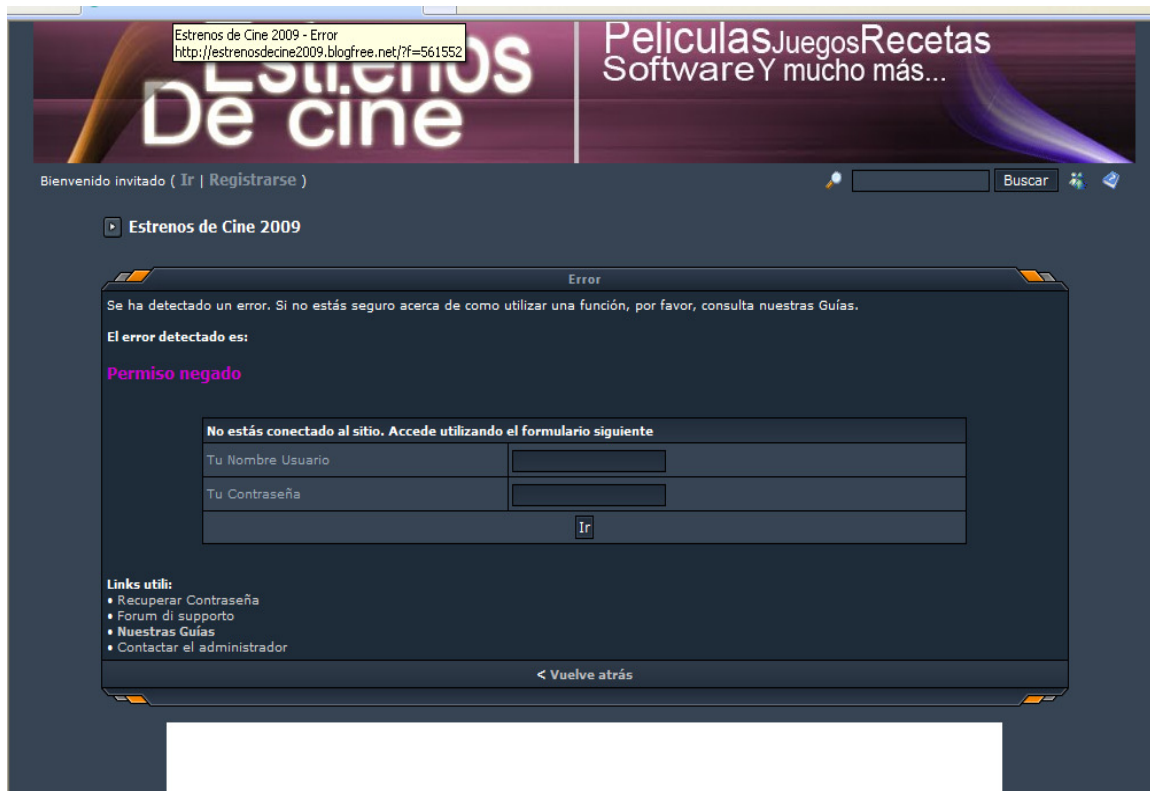 Estrenos de Cine 2009 - Error
http://estrenosdecine2009.blogfree.net/?f=561552
Estrenos
De cine
PeliculasJuegosRecetas
SoftwareY mucho más...
Bienvenido invitado ( Ir | Registrarse )
Buscar
Estrenos de Cine 2009
Error
Se ha detectado un error. Si no estás seguro acerca de como utilizar una función, por favor, consulta nuestras Guías.
El error detectado es:
Permiso negado
No estás conectado al sitio. Accede utilizando el formulario siguiente
Tu Nombre Usuario
Tu Contraseña
Ir
Links utili:
• Recuperar Contraseña
• Forum di supporto
• Nuestras Guías
• Contactar el administrador
< Vuelve atrás